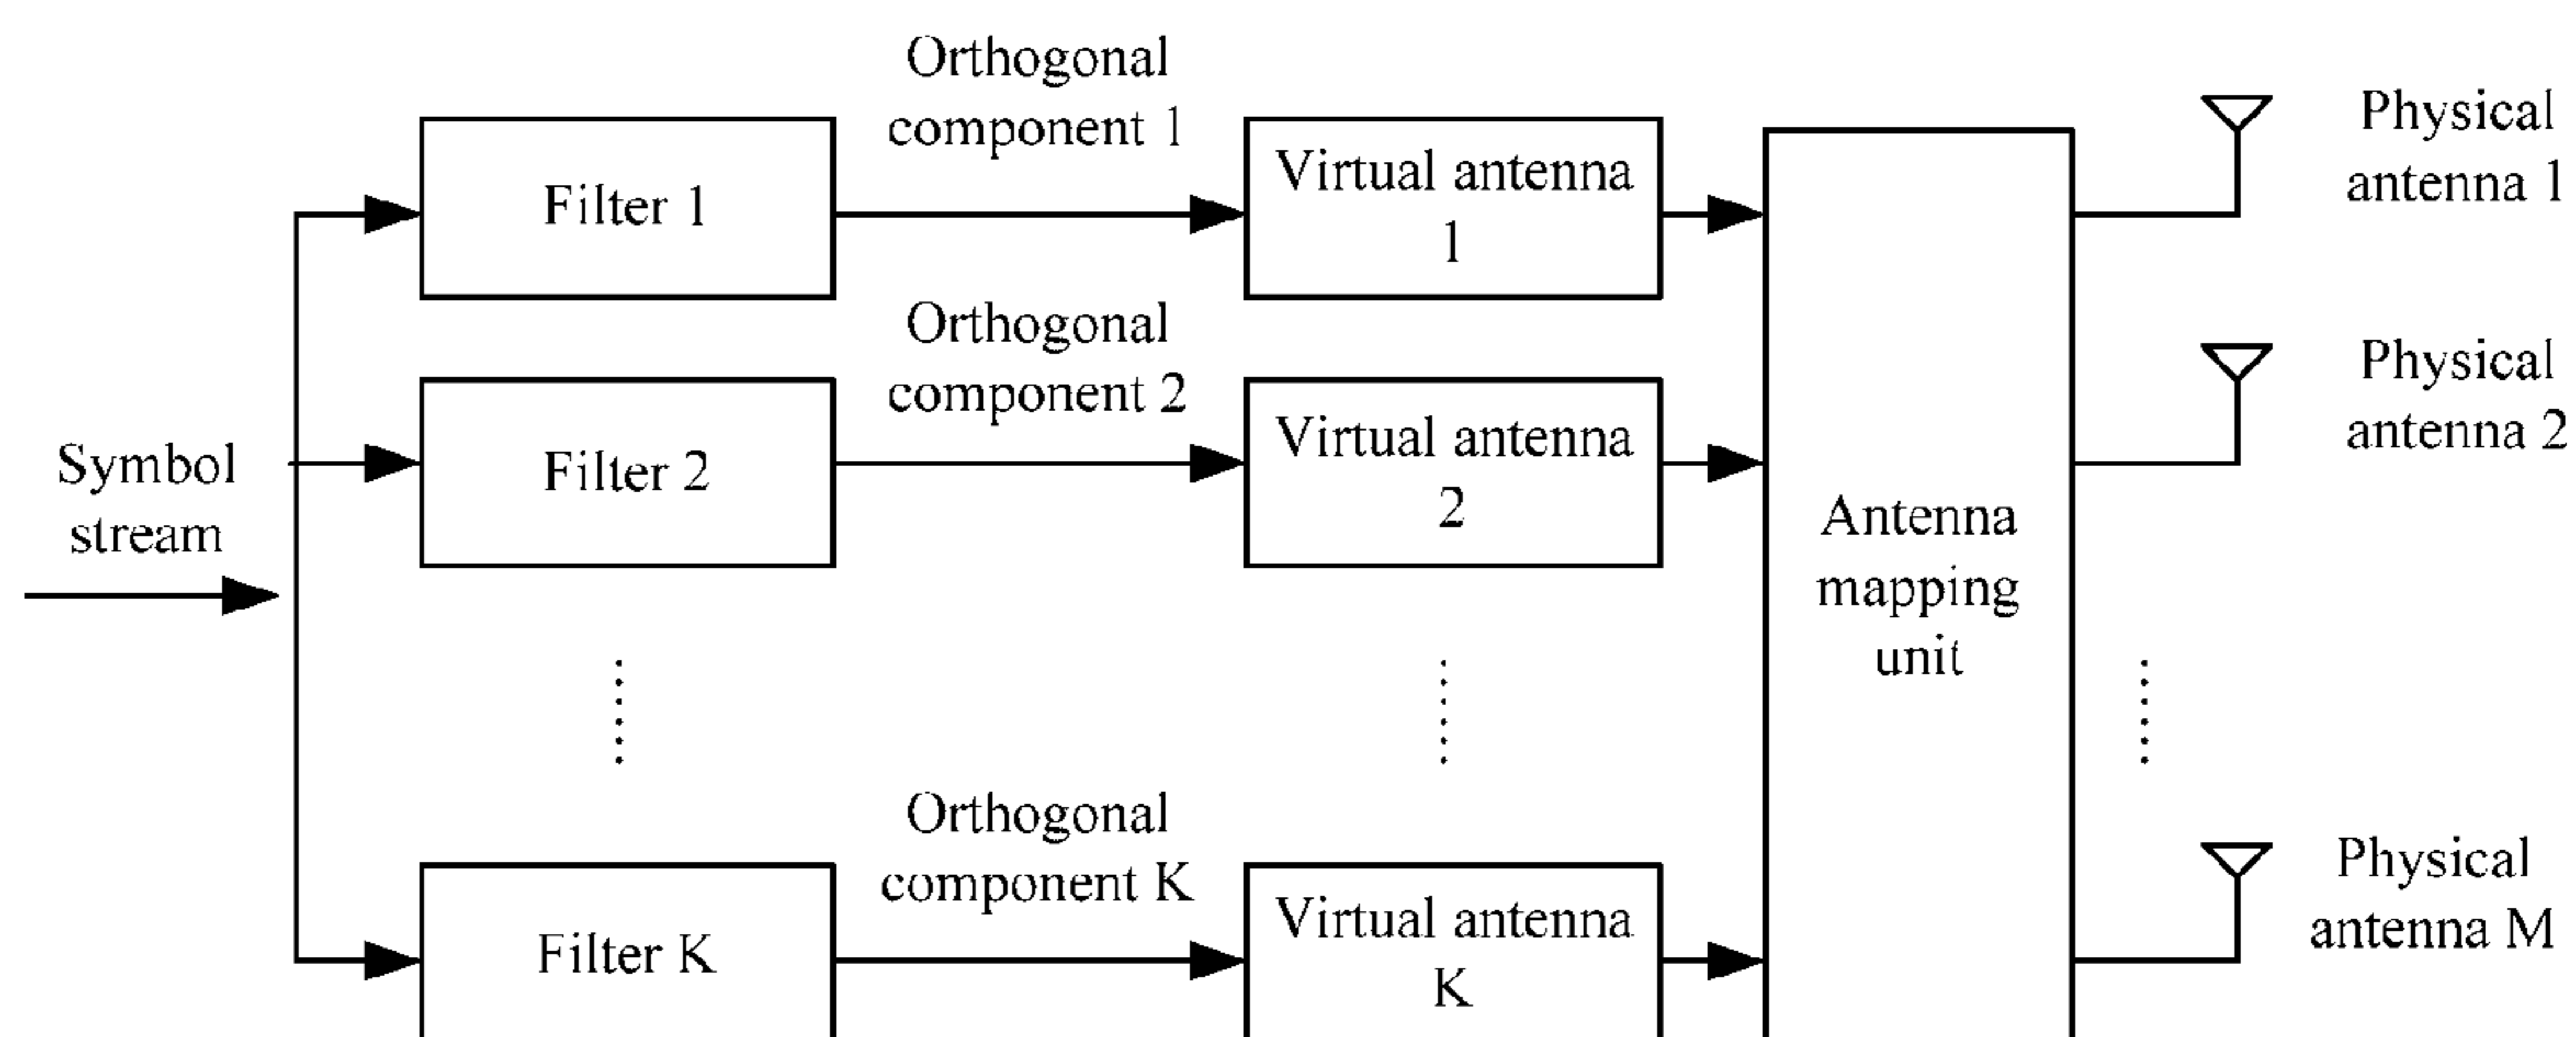 Symbol
stream
Filter 1
Orthogonal
component 1
Virtual antenna
1
Filter 2
Orthogonal
component 2
Virtual antenna
2
Filter K
Orthogonal
component K
Virtual antenna
K
Antenna
mapping
unit
Physical
antenna 1
Physical
antenna 2
Physical
antenna M